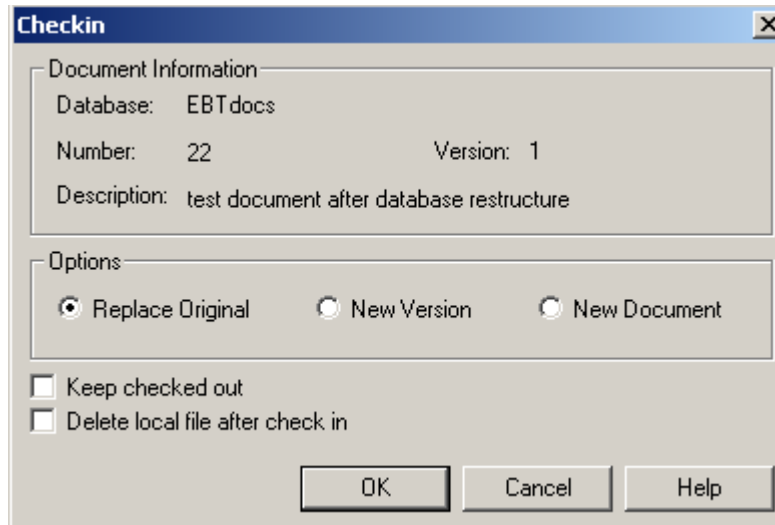 Checkin
Document Information
Database: EBTdocs
Number: 22 Version: 1
Description: test document after database restructure
Options
Replace Original New Version New Document
Keep checked out
Delete local file after check in
OK Cancel Help